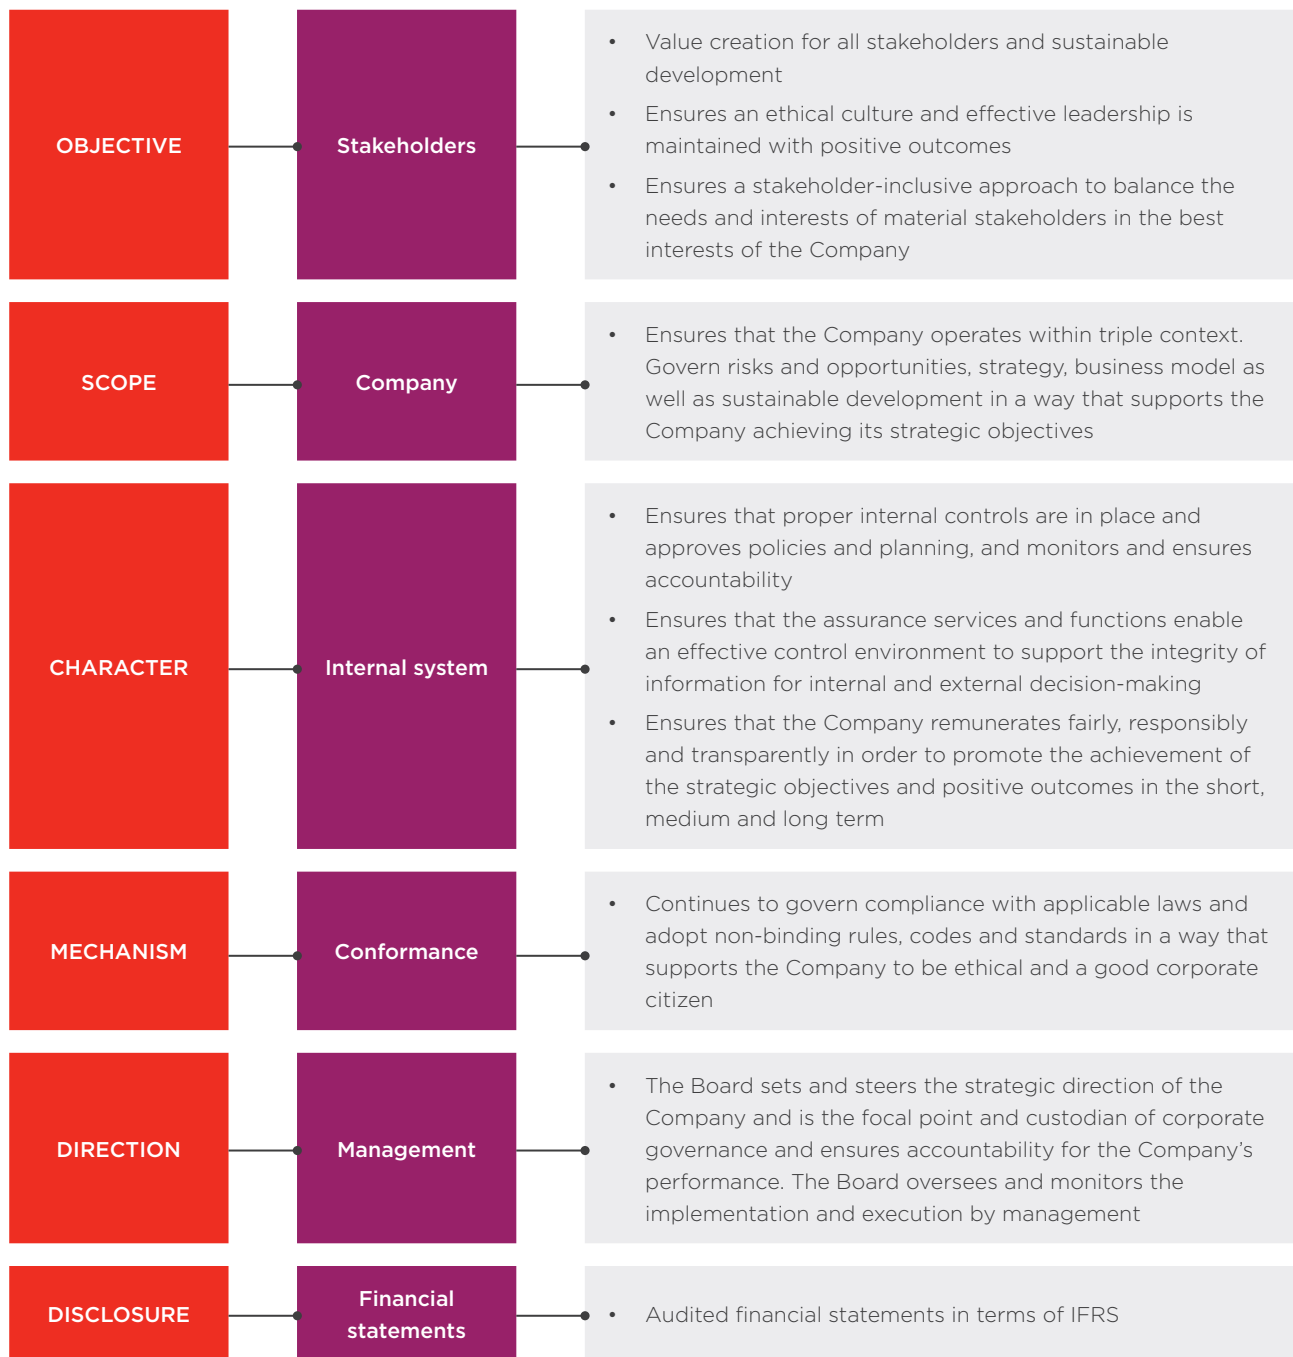 OBJECTIVE
Stakeholders
• Value creation for all stakeholders and sustainable
development
• Ensures an ethical culture and effective leadership is
maintained with positive outcomes
• Ensures a stakeholder-inclusive approach to balance the
needs and interests of material stakeholders in the best
interests of the Company
SCOPE
Company
• Ensures that the Company operates within triple context.
Govern risks and opportunities, strategy, business model as
well as sustainable development in a way that supports the
Company achieving its strategic objectives
CHARACTER
Internal system
• Ensures that proper internal controls are in place and
approves policies and planning, and monitors and ensures
accountability
• Ensures that the assurance services and functions enable
an effective control environment to support the integrity of
information for internal and external decision-making
• Ensures that the Company remunerates fairly, responsibly
and transparently in order to promote the achievement of
the strategic objectives and positive outcomes in the short,
medium and long term
MECHANISM
Conformance
• Continues to govern compliance with applicable laws and
adopt non-binding rules, codes and standards in a way that
supports the Company to be ethical and a good corporate
citizen
DIRECTION
Management
• The Board sets and steers the strategic direction of the
Company and is the focal point and custodian of corporate
governance and ensures accountability for the Company's
performance. The Board oversees and monitors the
implementation and execution by management
DISCLOSURE
Financial
statements
• Audited financial statements in terms of IFRS